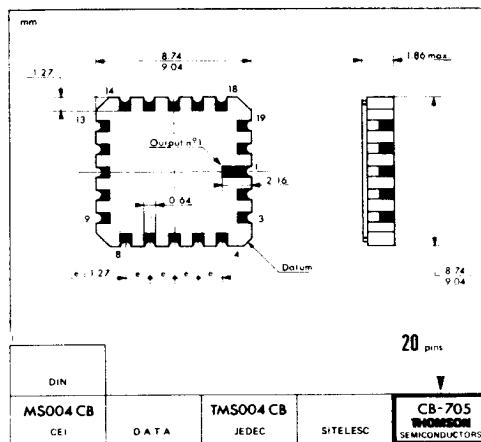 mm
8.74
9.04
1.86 max
1.27
14
18
13
19
Output nº1
1
2.16
0.64
9
3
8
4
Datum
e = 1.27
e
e
e
8.74
9.04
20 pins
DIN
MS004 CB
CEI
DATA
TMS004 CB
JEDEC
SITELESC
CB-705
THOMSON
SEMICONDUCTORS